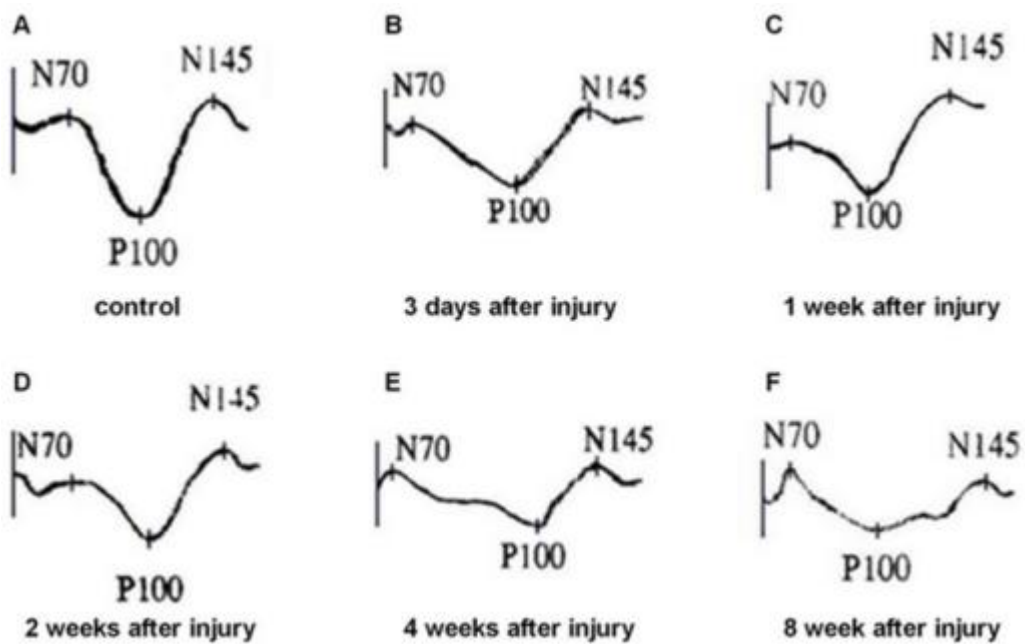 A
N70
N145
P100
control
B
N70
N145
P100
3 days after injury
C
N70
N145
P100
1 week after injury
D
N70
N145
P100
2 weeks after injury
E
N70
N145
P100
4 weeks after injury
F
N70
N145
P100
8 week after injury